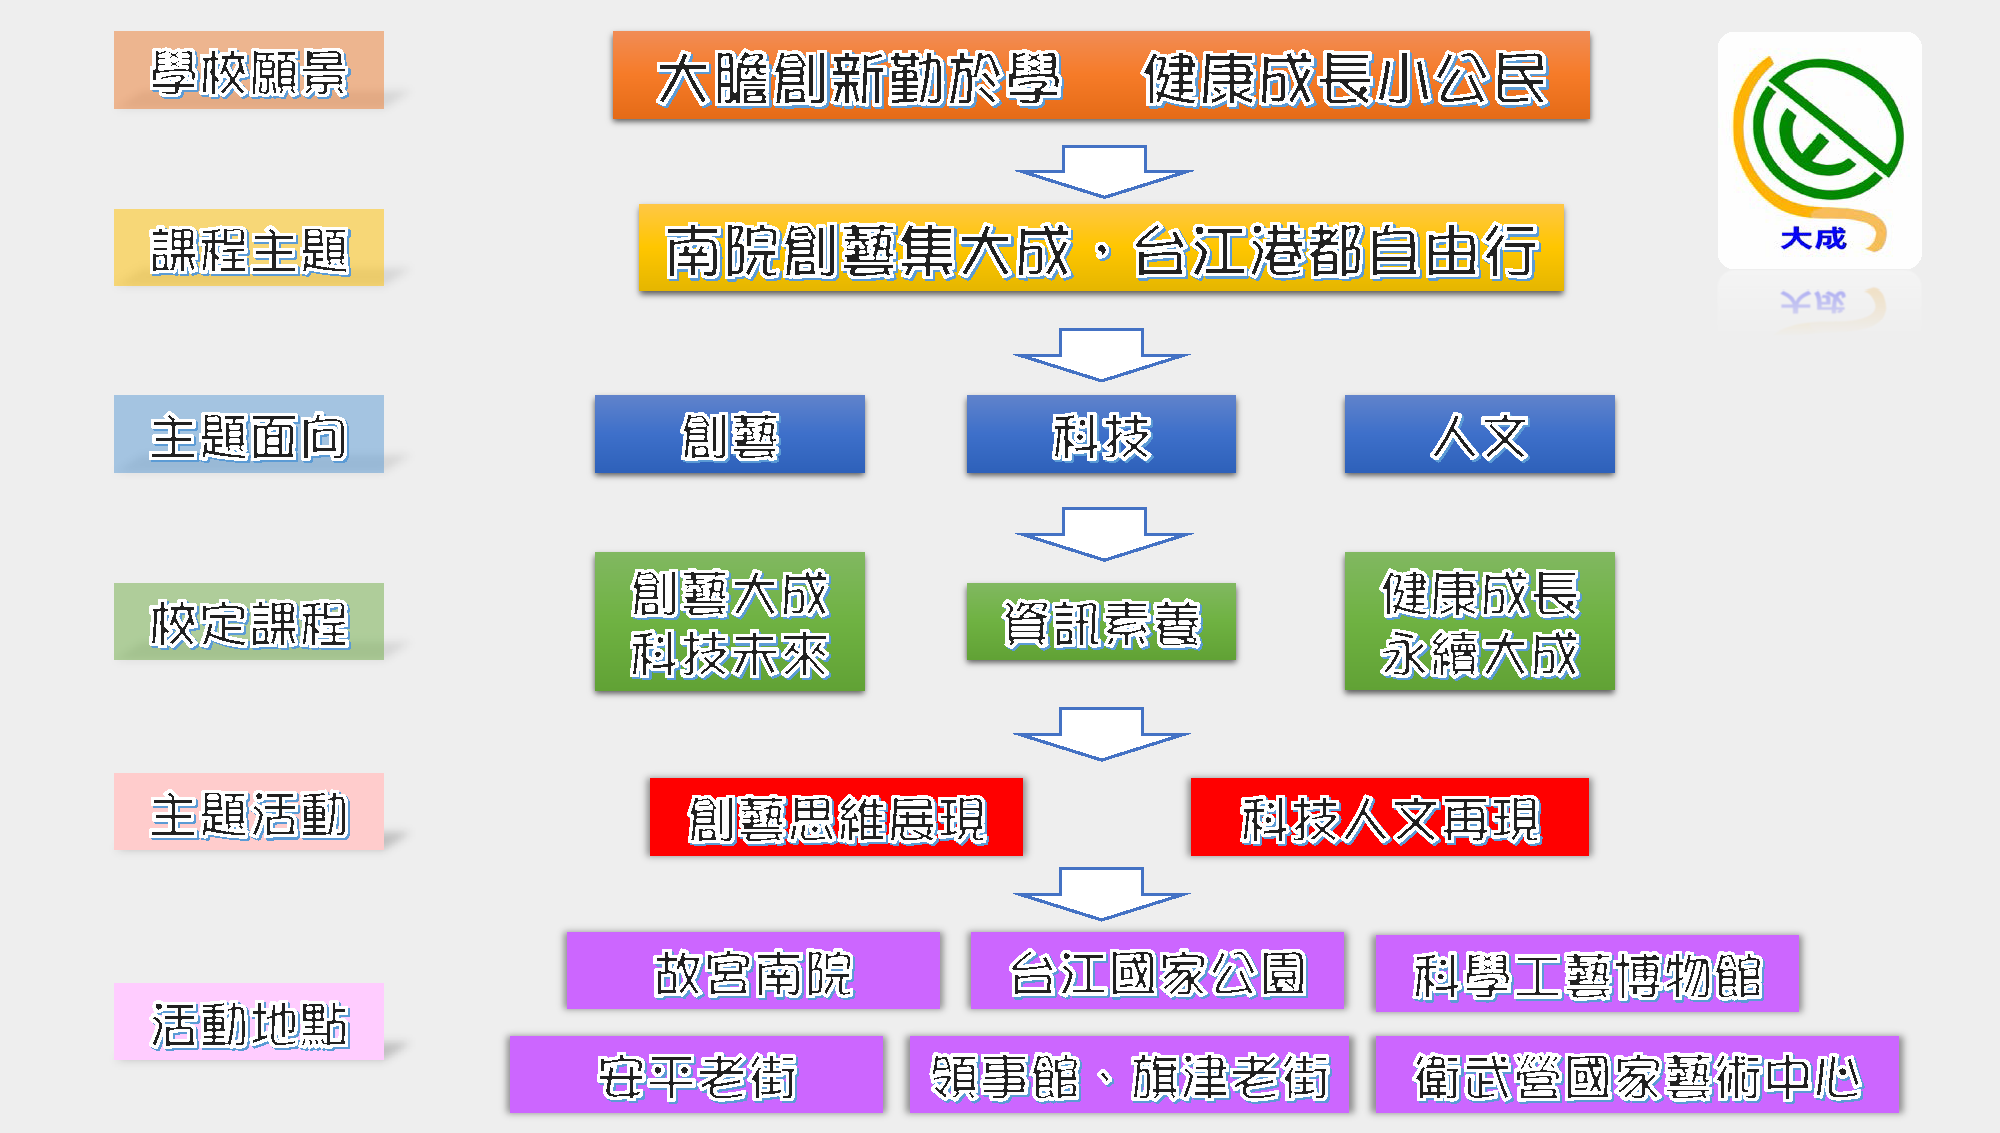 學校願景
大膽創新勤於學　健康成長小公民
大成
課程主題
南院創藝集大成，台江港都自由行
主題面向
創藝
科技
人文
校定課程
創藝大成
科技未來
資訊素養
健康成長
永續大成
主題活動
創藝思維展現
科技人文再現
活動地點
故宮南院
台江國家公園
科學工藝博物館
安平老街
領事館、旗津老街
衛武營國家藝術中心